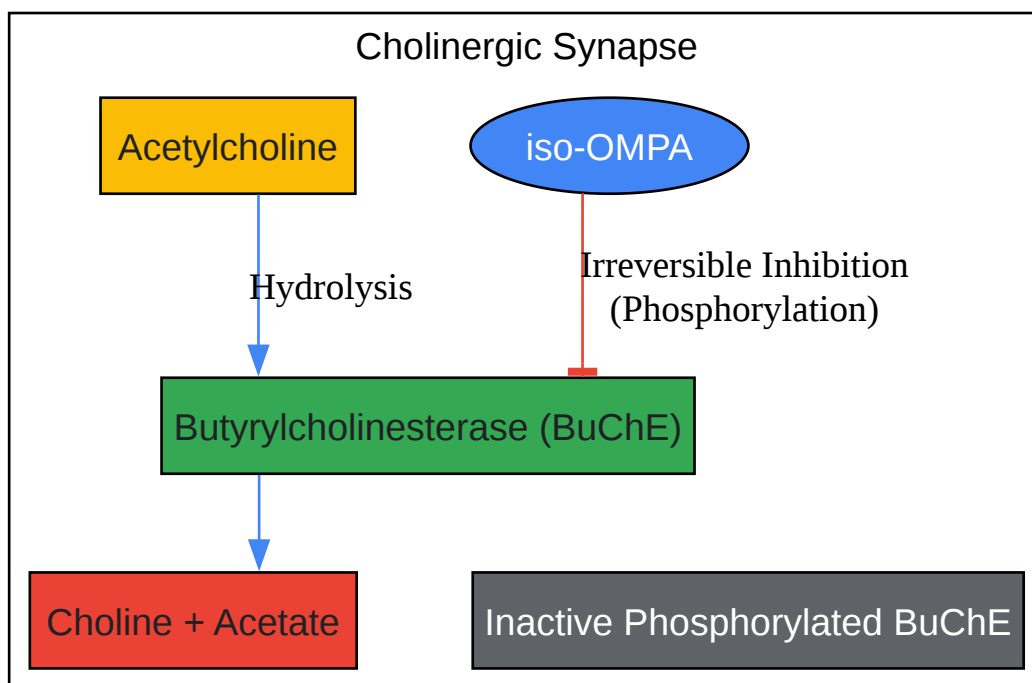 Cholinergic Synapse
Acetylcholine
iso-OMPA
Hydrolysis
Irreversible Inhibition
(Phosphorylation)
Butyrylcholinesterase (BuChE)
Choline + Acetate
Inactive Phosphorylated BuChE